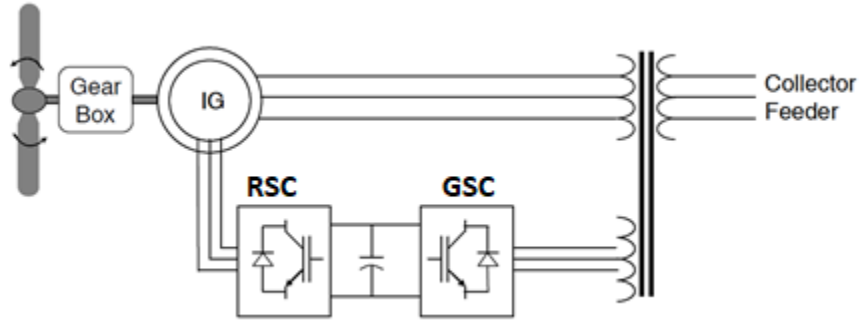 Gear
Box
IG
Collector
Feeder
RSC
GSC